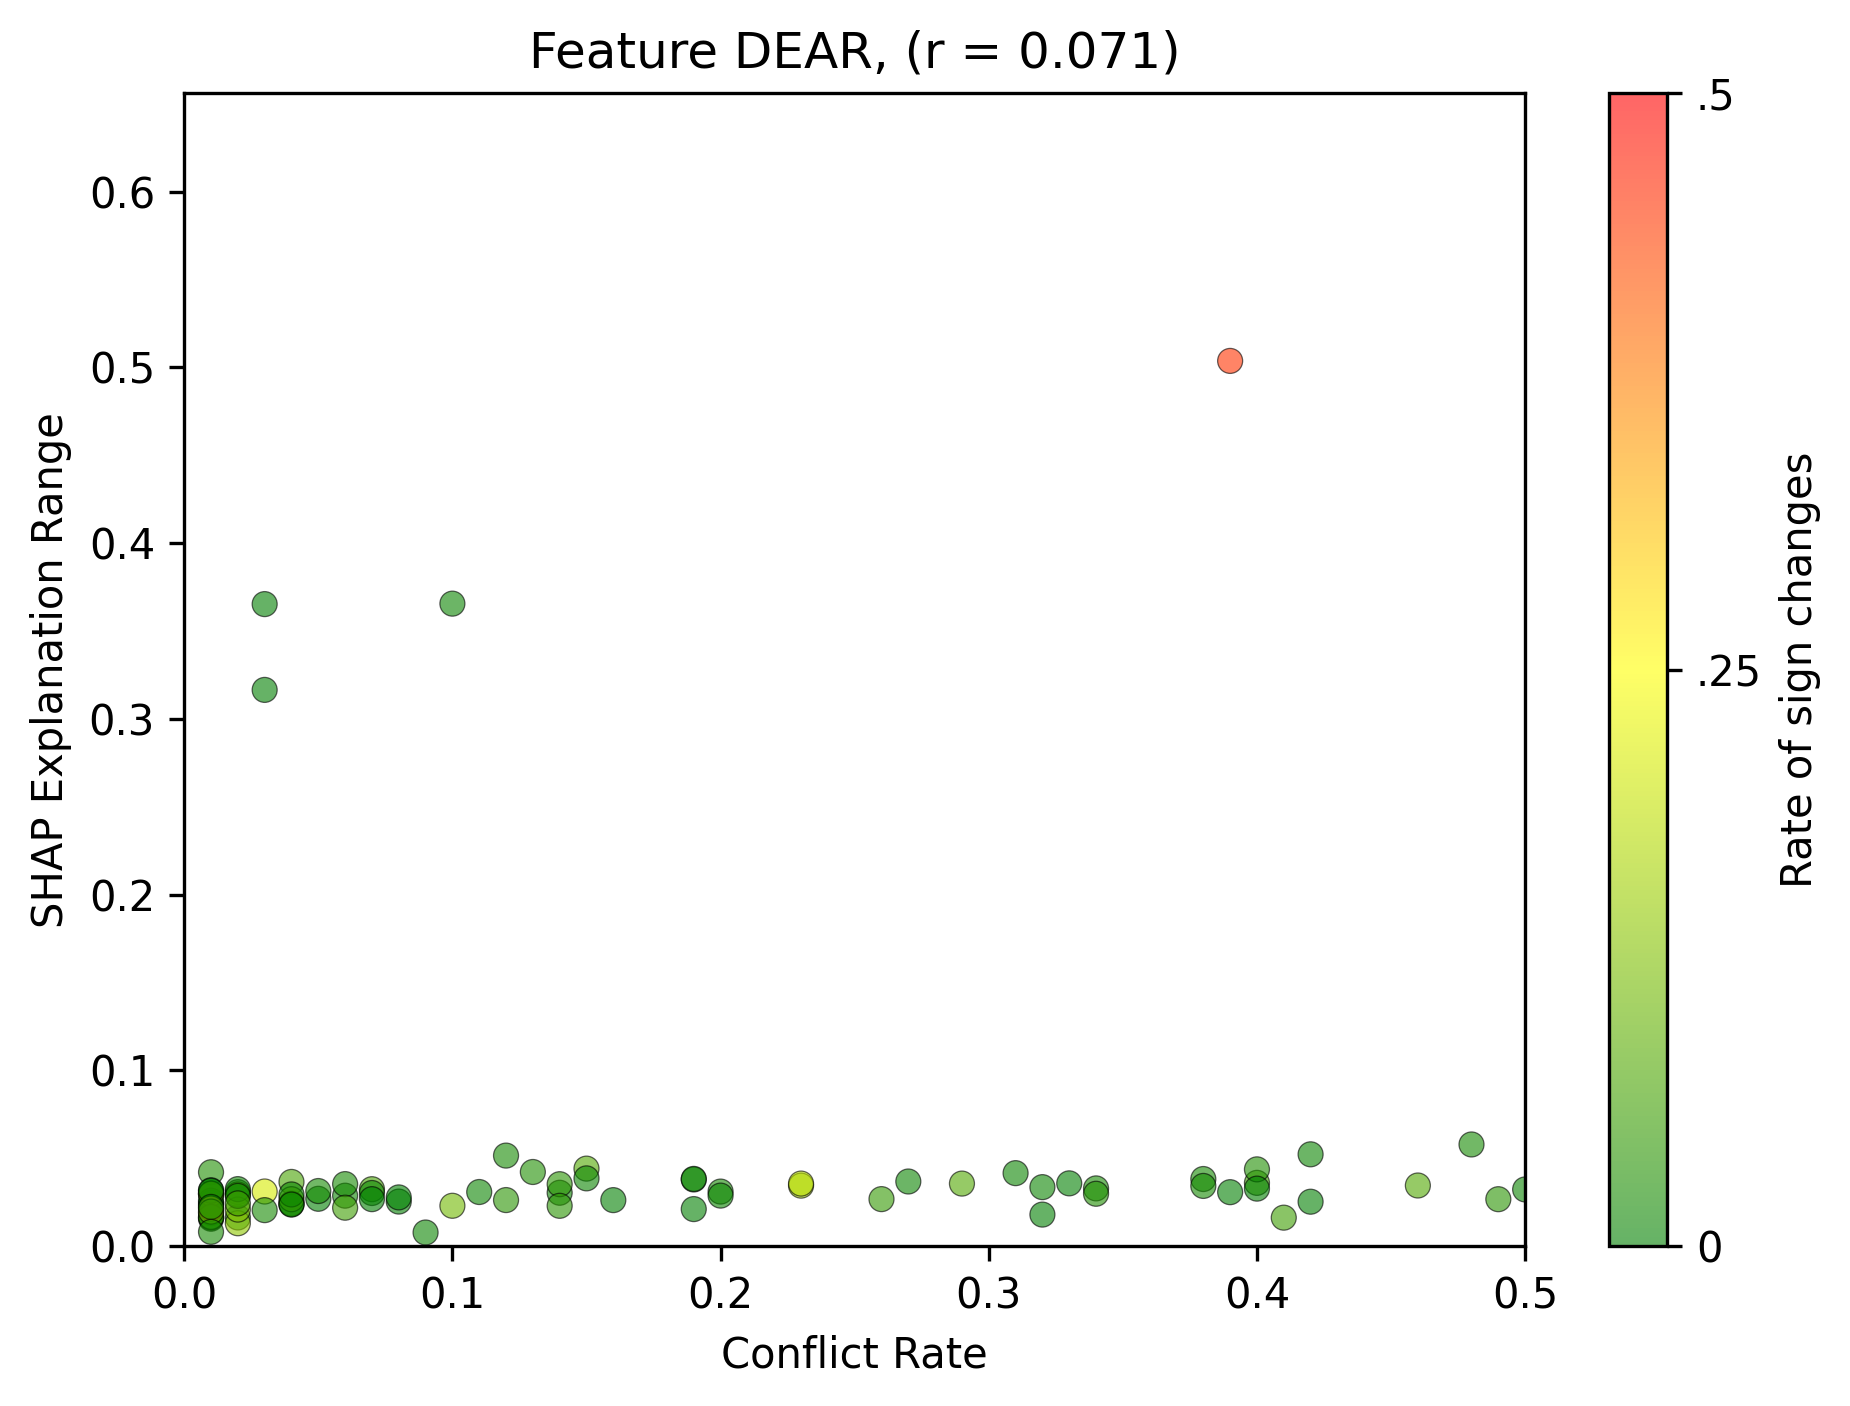 Feature DEAR, (r = 0.071)
SHAP Explanation Range
0.6
0.5
0.4
0.3
0.2
0.1
0.0
0.0 0.1 0.2 0.3 0.4 0.5
Conflict Rate
.5
.25
0
Rate of sign changes